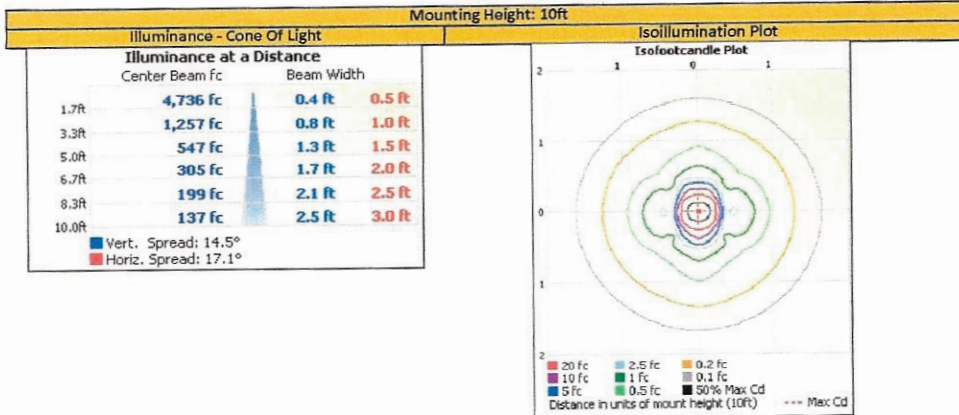 Mounting Height: 10ft
Illuminance - Cone Of Light
Isoillumination Plot
Illuminance at a Distance
Center Beam fc Beam Width
1.7ft 4,736 fc 0.4 ft 0.5 ft
3.3ft 1,257 fc 0.8 ft 1.0 ft
5.0ft 547 fc 1.3 ft 1.5 ft
6.7ft 305 fc 1.7 ft 2.0 ft
8.3ft 199 fc 2.1 ft 2.5 ft
10.0ft 137 fc 2.5 ft 3.0 ft
Vert. Spread: 14.5°
Horiz. Spread: 17.1°
Isofootcandle Plot
1 0 1
2
1
0
1
2
20 fc 2.5 fc 0.2 fc
10 fc 1 fc 0.1 fc
5 fc 0.5 fc 50% Max Cd
Distance in units of mount height (10ft) --- Max Cd